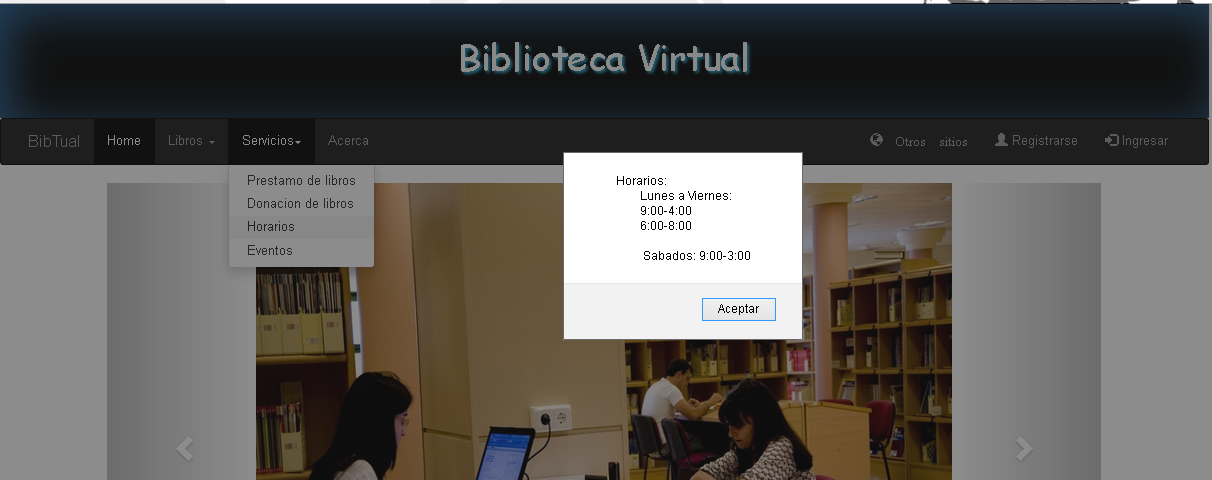 Biblioteca Virtual
BibTual Home Libros Servicios Acerca Otros sitios Registrarse Ingresar
Prestamo de libros
Donacion de libros
Horarios
Eventos
Horarios:
Lunes a Viernes:
9:00-4:00
6:00-8:00
Sabados: 9:00-3:00
Aceptar